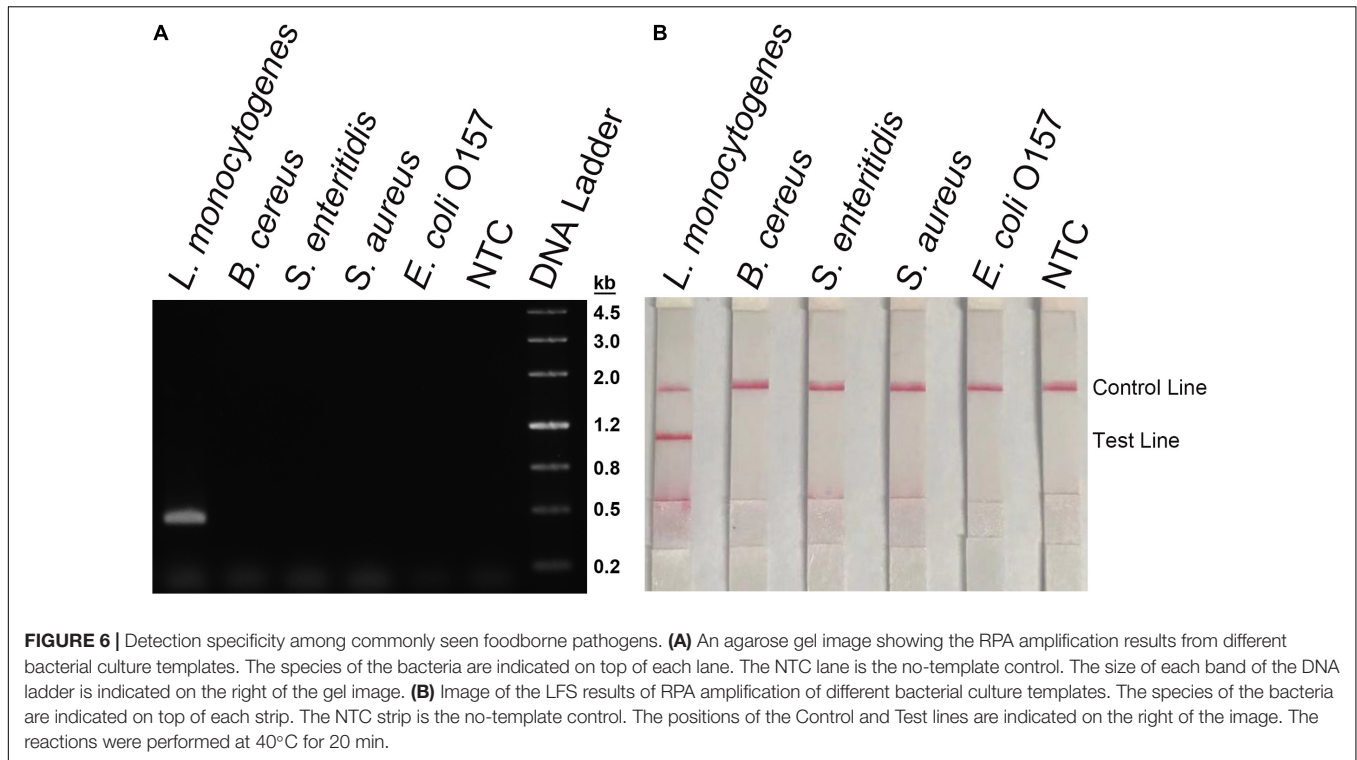 A
B
L. monocytogenes
B. cereus
S. enteritidis
S. aureus
E. coli O157
NTC
DNA Ladder
kb
4.5
3.0
2.0
1.2
0.8
0.5
0.2
L. monocytogenes
B. cereus
S. enteritidis
S. aureus
E. coli O157
NTC
Control Line
Test Line
FIGURE 6 | Detection specificity among commonly seen foodborne pathogens. (A) An agarose gel image showing the RPA amplification results from different
bacterial culture templates. The species of the bacteria are indicated on top of each lane. The NTC lane is the no-template control. The size of each band of the DNA
ladder is indicated on the right of the gel image. (B) Image of the LFS results of RPA amplification of different bacterial culture templates. The species of the bacteria
are indicated on top of each strip. The NTC strip is the no-template control. The positions of the Control and Test lines are indicated on the right of the image. The
reactions were performed at 40°C for 20 min.